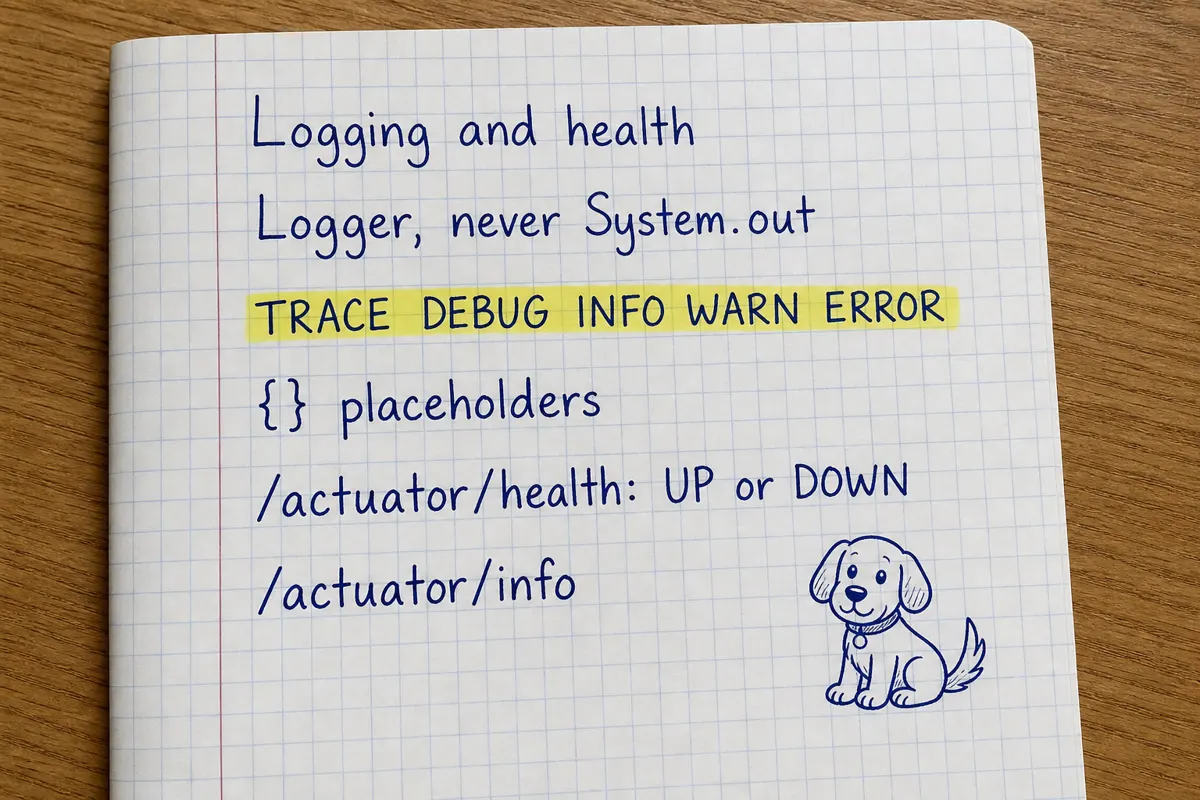 Logging and health
Logger, never System.out
TRACE DEBUG INFO WARN ERROR
{} placeholders
/actuator/health: UP or DOWN
/actuator/info